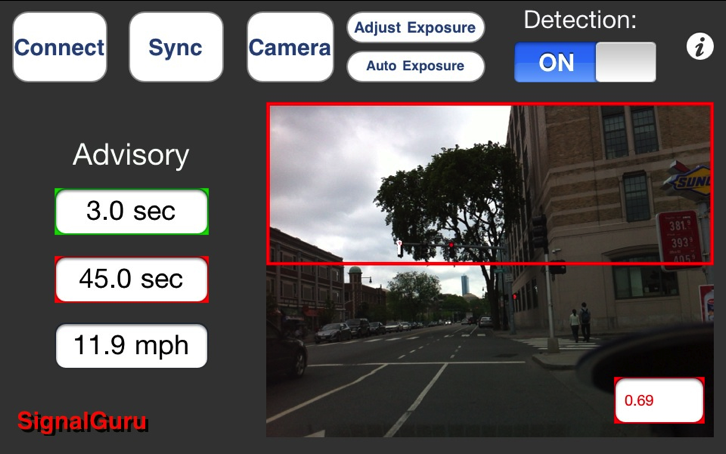 Connect
Sync
Camera
Adjust Exposure
Auto Exposure
Detection:
ON
i
Advisory
3.0 sec
45.0 sec
11.9 mph
SignalGuru
SUNO
381
393
0.69